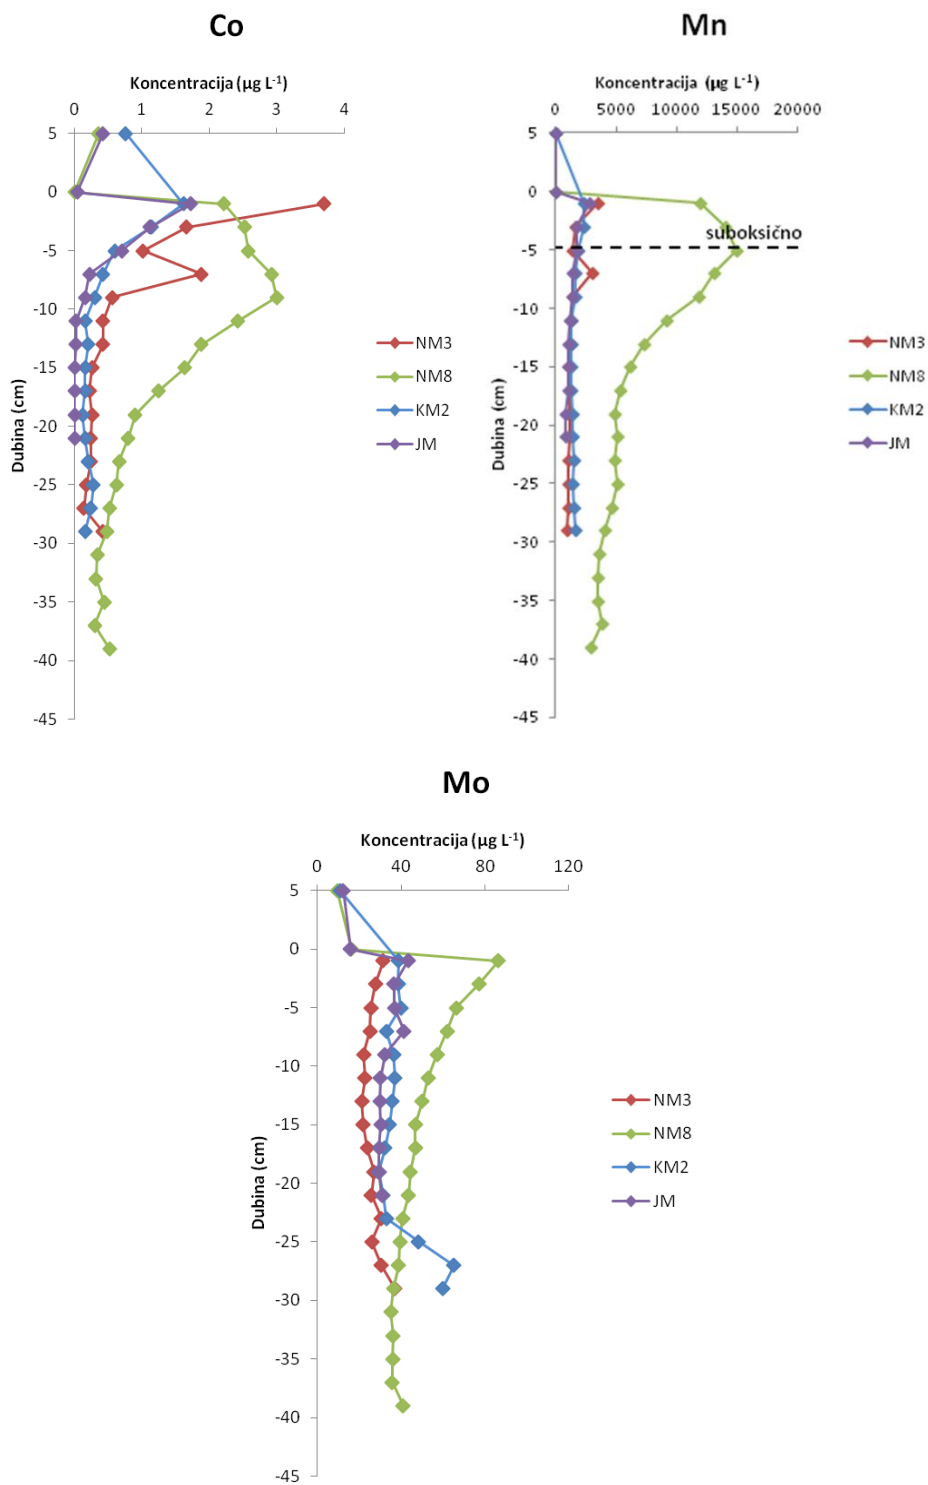 Co
Koncentracija (µg L-1)
0 1 2 3 4
5
0
-5
-10
-15
-20
-25
-30
-35
-40
-45
Dubina (cm)
NM3
NM8
KM2
JM
Mn
Koncentracija (µg L-1)
0 5000 10000 15000 20000
5
0
-5
-10
-15
-20
-25
-30
-35
-40
-45
Dubina (cm)
suboksično
NM3
NM8
KM2
JM
Mo
Koncentracija (µg L-1)
0 40 80 120
5
0
-5
-10
-15
-20
-25
-30
-35
-40
-45
Dubina (cm)
NM3
NM8
KM2
JM